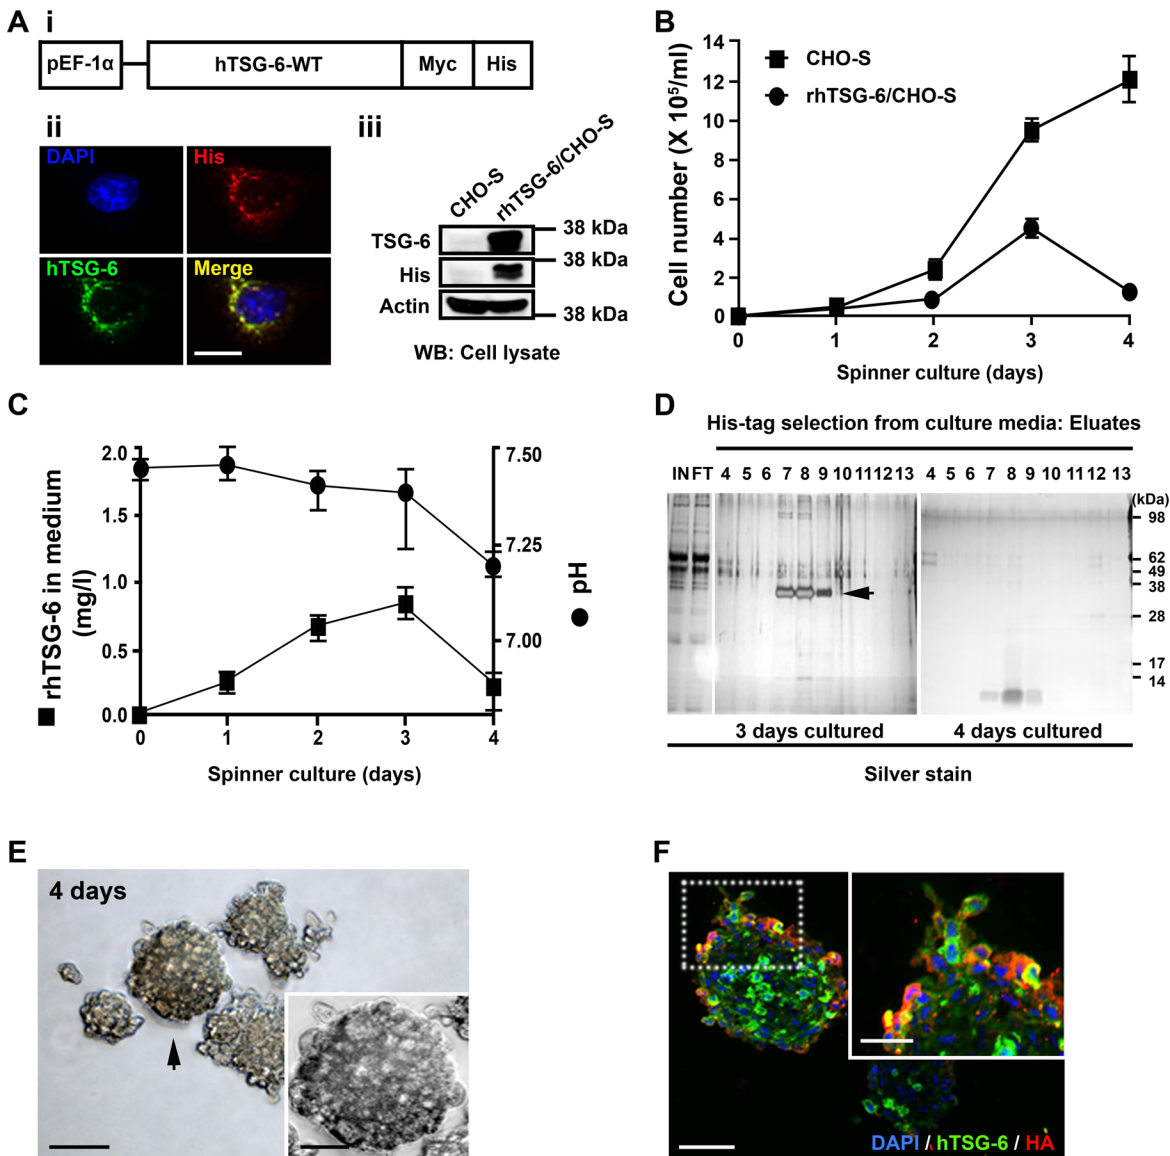 A
i
pEF-1α hTSG-6-WT Myc His
ii
DAPI His
hTSG-6 Merge
iii
CHO-S
rhTSG-6/CHO-S
TSG-6
38 kDa
His
38 kDa
Actin
38 kDa
WB: Cell lysate
B
Cell number (X 10⁵/ml)
14
12
10
8
6
4
2
0
CHO-S
rhTSG-6/CHO-S
0 1 2 3 4
Spinner culture (days)
C
rhTSG-6 in medium
(mg/l)
2.0
1.5
1.0
0.5
0.0
7.50
7.25
7.00
pH
0 1 2 3 4
Spinner culture (days)
D
His-tag selection from culture media: Eluates
IN FT 4 5 6 7 8 9 10 11 12 13 4 5 6 7 8 9 10 11 12 13
(kDa)
98
62
49
38
28
17
14
3 days cultured 4 days cultured
Silver stain
E
4 days
F
DAPI / hTSG-6 / HA